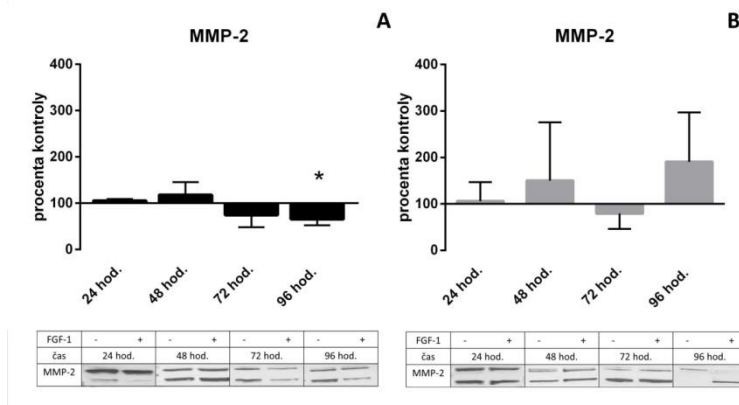 A
MMP-2
procenta kontroly
400
300
200
100
0
*
24 hod.
48 hod.
72 hod.
96 hod.
FGF-1 - + - + - + - +
čas 24 hod. 48 hod. 72 hod. 96 hod.
MMP-2
B
MMP-2
procenta kontroly
400
300
200
100
0
24 hod.
48 hod.
72 hod.
96 hod.
FGF-1 - + - + - + - +
čas 24 hod. 48 hod. 72 hod. 96 hod.
MMP-2